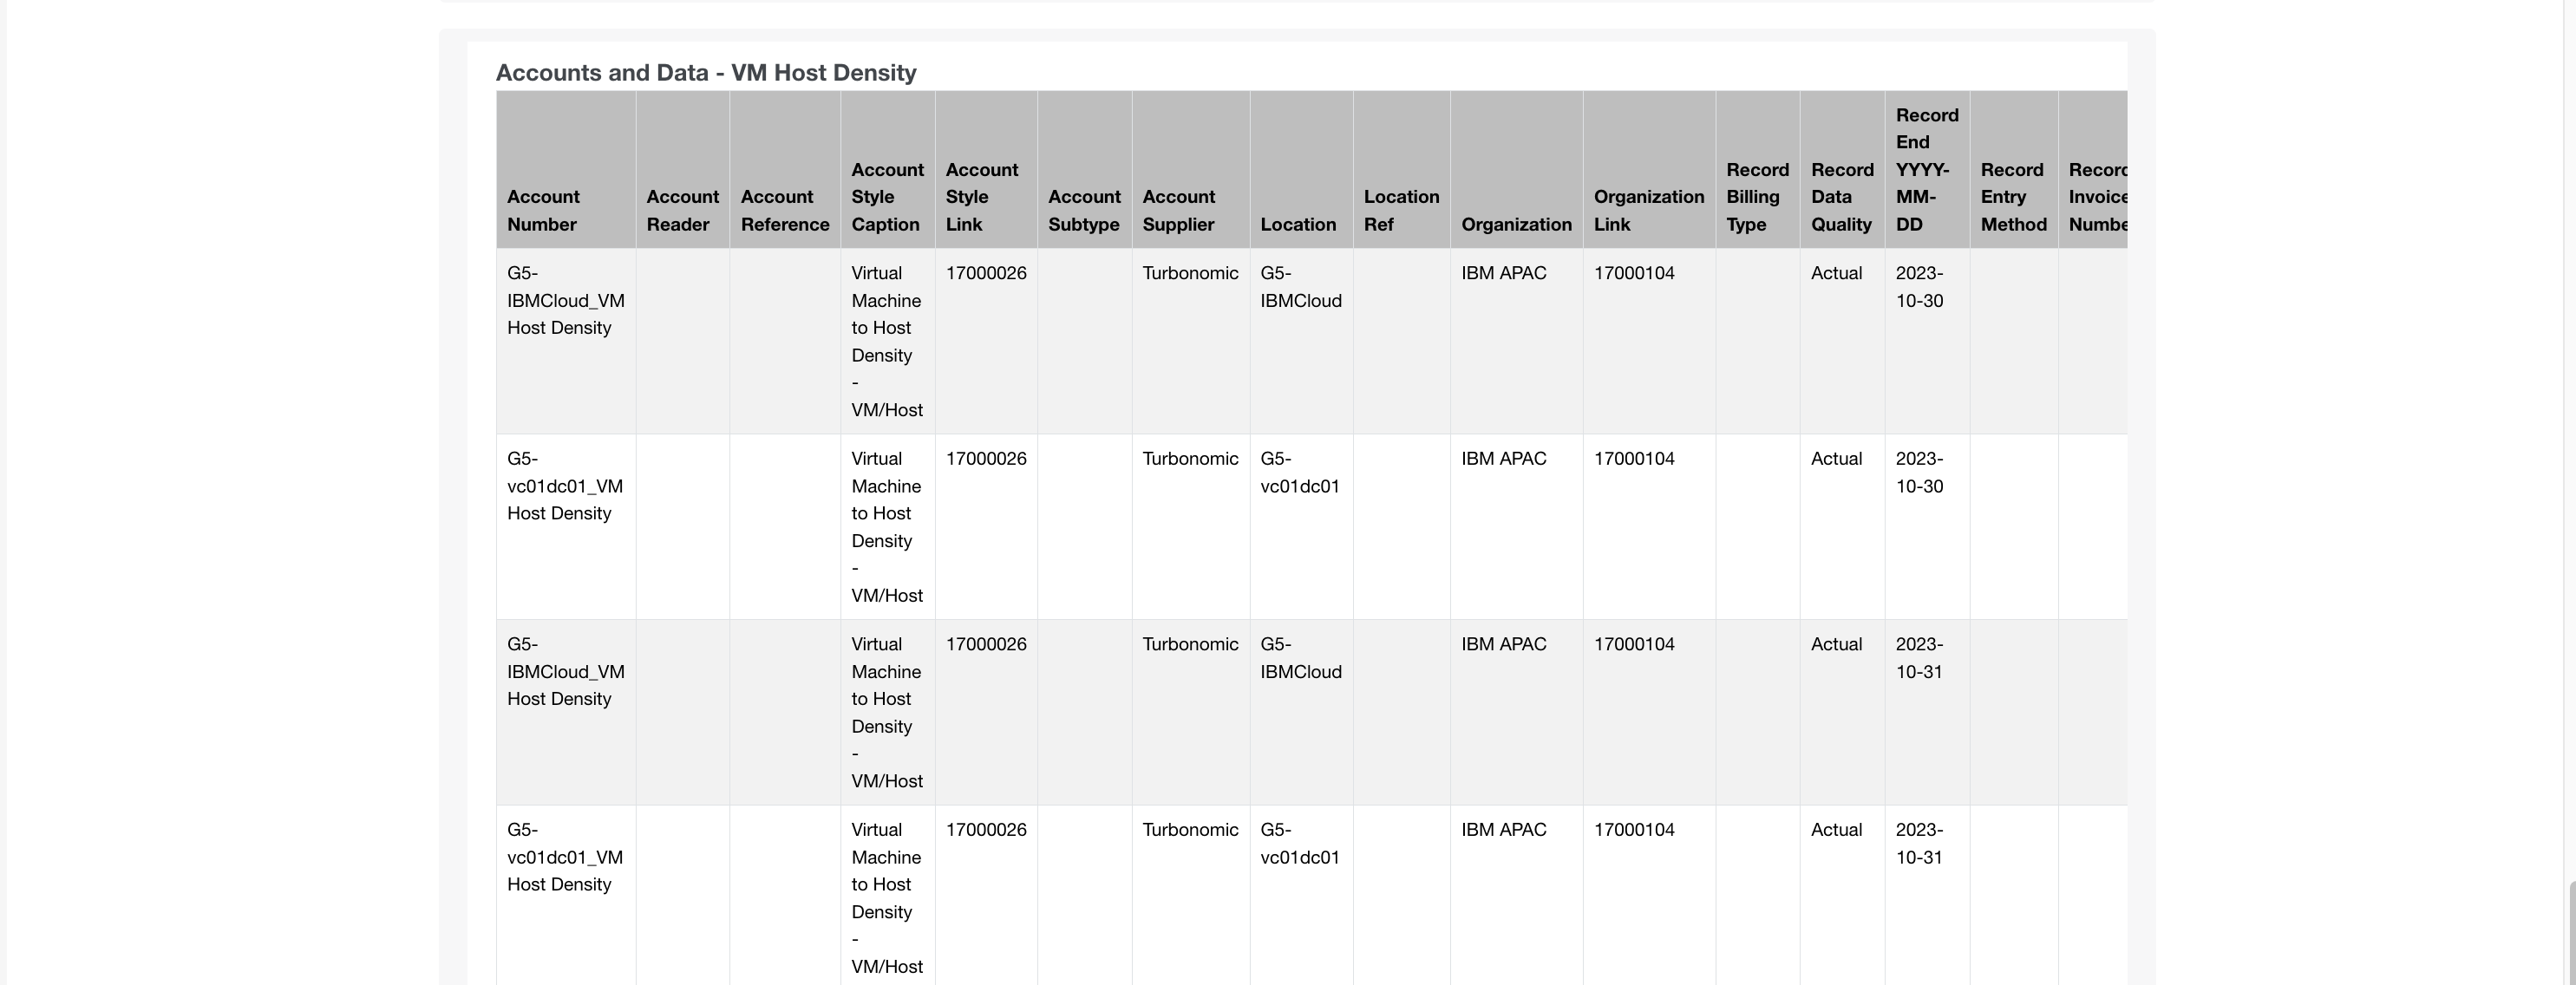 Accounts and Data - VM Host Density
Account Number | Account Reader | Account Reference | Account Style Caption | Account Style Link | Account Subtype | Account Supplier | Location | Location Ref | Organization | Organization Link | Record Billing Type | Record Data Quality | Record End YYYY-MM-DD | Record Entry Method | Record Invoice
G5-IBMCloud_VM Host Density | | | Virtual Machine to Host Density - VM/Host | 17000026 | | Turbonomic | G5-IBMCloud | | IBM APAC | 17000104 | | Actual | 2023-10-30 | |
G5-vc01dc01_VM Host Density | | | Virtual Machine to Host Density - VM/Host | 17000026 | | Turbonomic | G5-vc01dc01 | | IBM APAC | 17000104 | | Actual | 2023-10-30 | |
G5-IBMCloud_VM Host Density | | | Virtual Machine to Host Density - VM/Host | 17000026 | | Turbonomic | G5-IBMCloud | | IBM APAC | 17000104 | | Actual | 2023-10-31 | |
G5-vc01dc01_VM Host Density | | | Virtual Machine to Host Density - VM/Host | 17000026 | | Turbonomic | G5-vc01dc01 | | IBM APAC | 17000104 | | Actual | 2023-10-31 | |